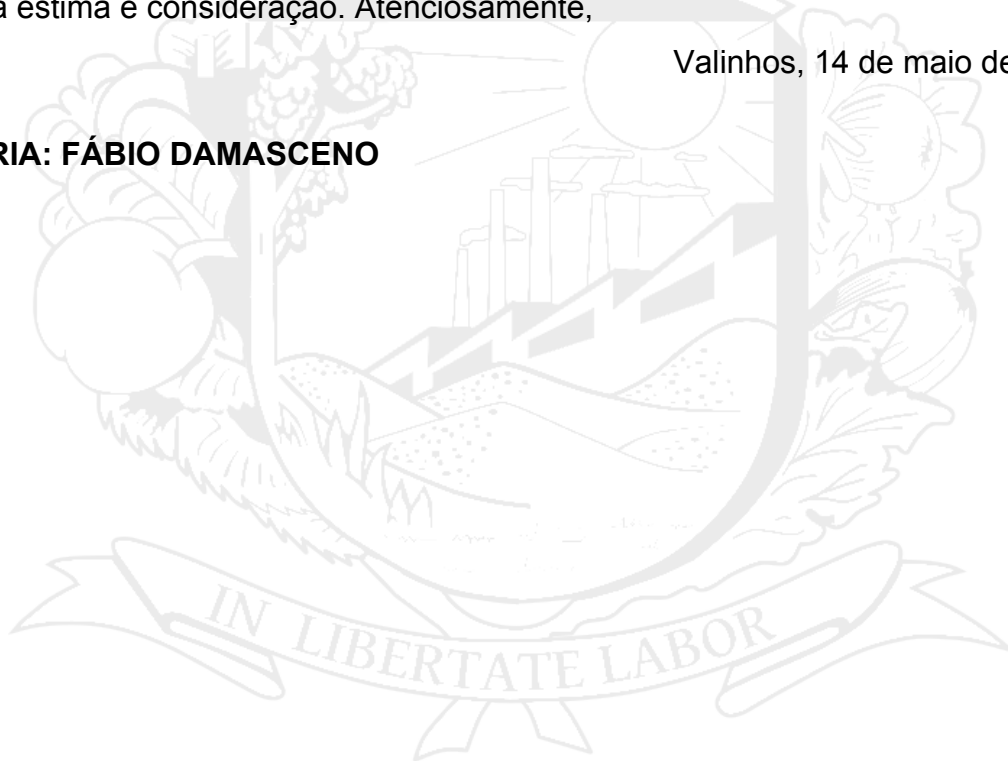 a estima e consideração. Atenciosamente,
Valinhos, 14 de maio de
RIA: FÁBIO DAMASCENO
IN LIBERTATE LABOR